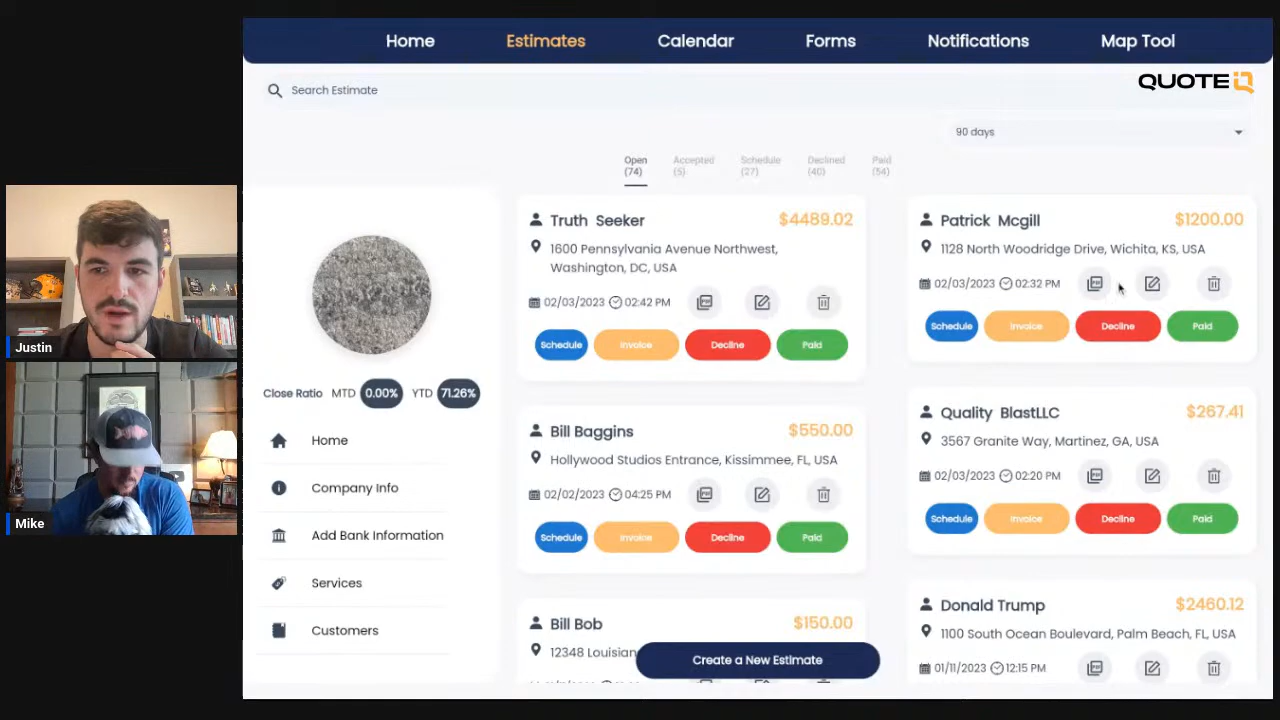 Home Estimates Calendar Forms Notifications Map Tool
Search Estimate
QUOTE IQ
90 days
Open Accepted Schedule Declined Paid
(74) (5) (27) (40) (54)
Truth Seeker $4489.02
1600 Pennsylvania Avenue Northwest,
Washington, DC, USA
02/03/2023 02:42 PM
Schedule Invoice Decline Paid
Patrick Mcgill $1200.00
1128 North Woodridge Drive, Wichita, KS, USA
02/03/2023 02:32 PM
Schedule Invoice Decline Paid
Justin
Mike
Close Ratio MTD 0.00% YTD 71.26%
Home
Company Info
Add Bank Information
Services
Customers
Bill Baggins $550.00
Hollywood Studios Entrance, Kissimmee, FL, USA
02/02/2023 04:25 PM
Schedule Invoice Decline Paid
Quality BlastLLC $267.41
3567 Granite Way, Martinez, GA, USA
02/03/2023 02:20 PM
Schedule Invoice Decline Paid
Bill Bob $150.00
12348 Louisian
Donald Trump $2460.12
1100 South Ocean Boulevard, Palm Beach, FL, USA
01/11/2023 12:15 PM
Create a New Estimate